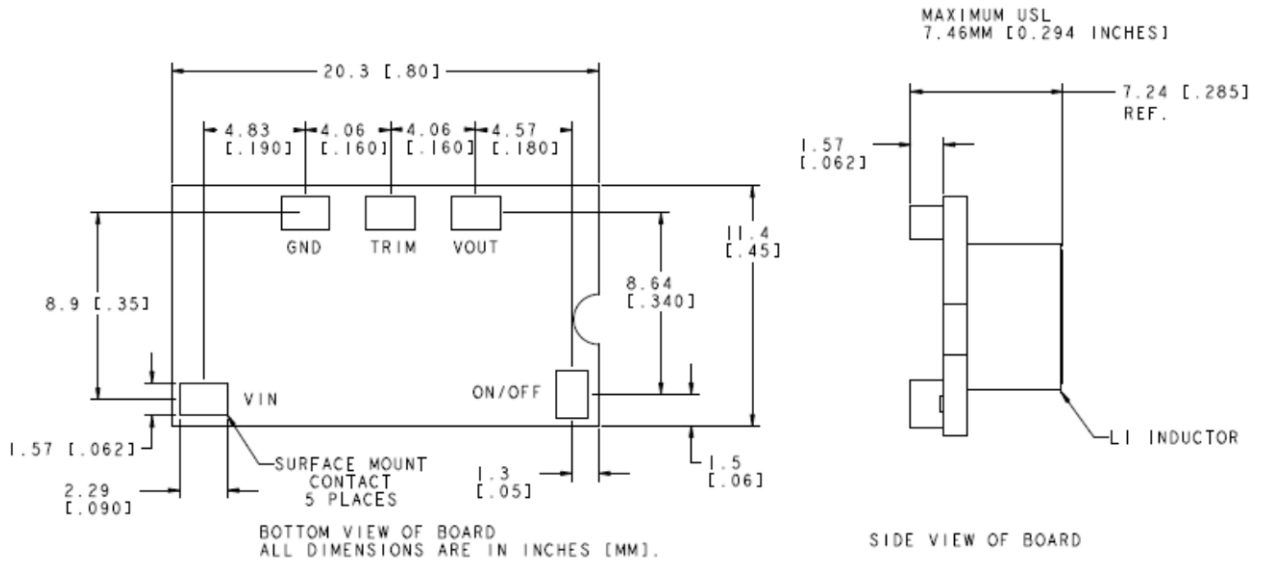 MAXIMUM USL
7.46MM [0.294 INCHES]
20.3 [.80]
7.24 [.285]
REF.
4.83
[.190]
4.06
[.160]
4.06
[.160]
4.57
[.180]
1.57
[.062]
GND
TRIM
VOUT
11.4
[.45]
8.9 [.35]
8.64
[.340]
VIN
ON/OFF
1.57 [.062]
SURFACE MOUNT
CONTACT
5 PLACES
2.29
[.090]
1.3
[.05]
1.5
[.06]
L1 INDUCTOR
BOTTOM VIEW OF BOARD
ALL DIMENSIONS ARE IN INCHES [MM].
SIDE VIEW OF BOARD